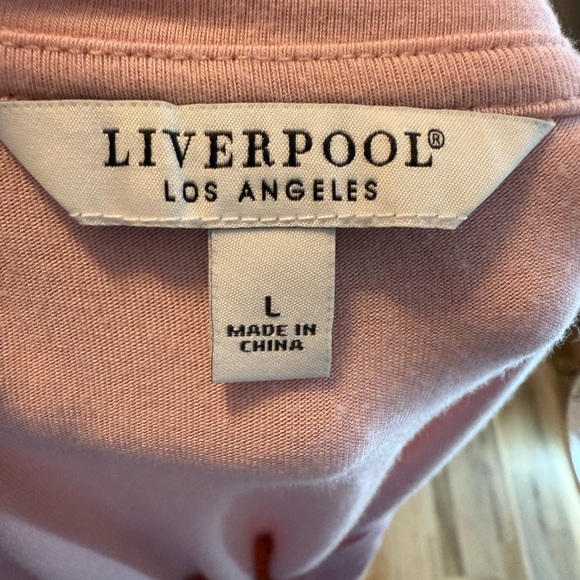 LIVERPOOL®
LOS ANGELES
L
MADE IN
CHINA